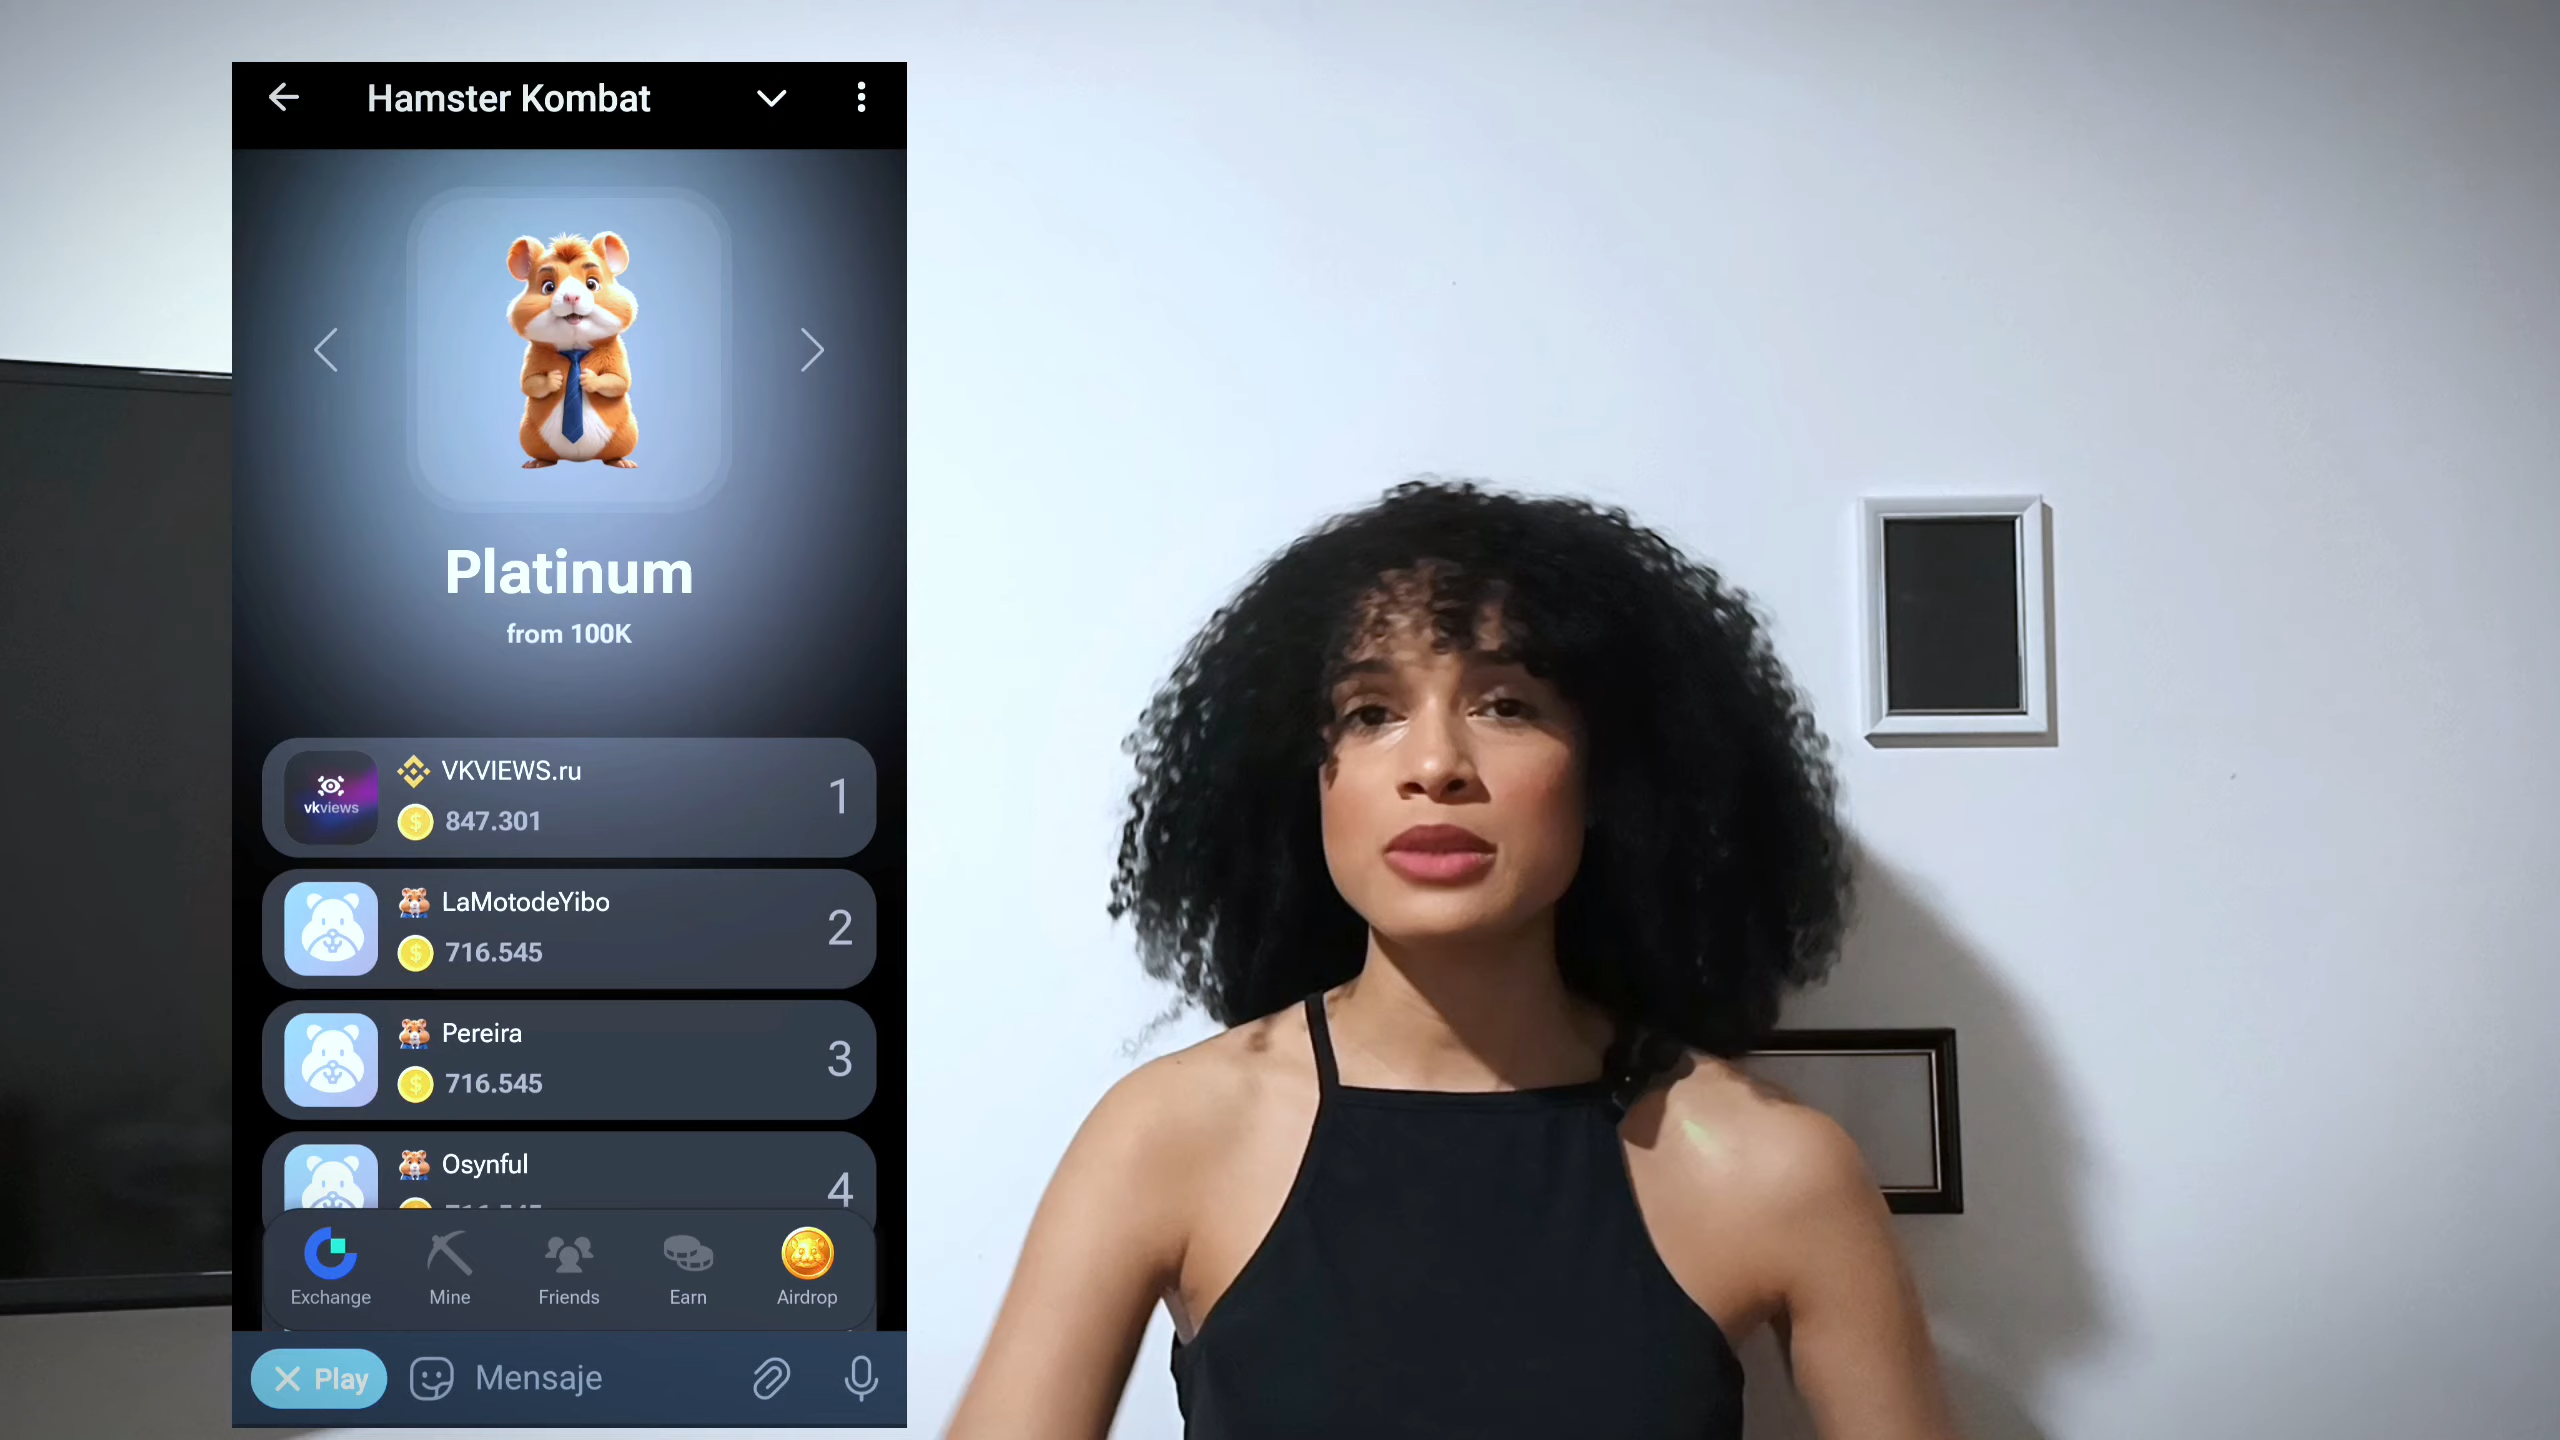 Hamster Kombat
Platinum
from 100K
vkviews
VKVIEWS.ru
847.301
1
LaMotodeYibo
716.545
2
Pereira
716.545
3
Osynful
4
Exchange
Mine
Friends
Earn
Airdrop
Play
Mensaje